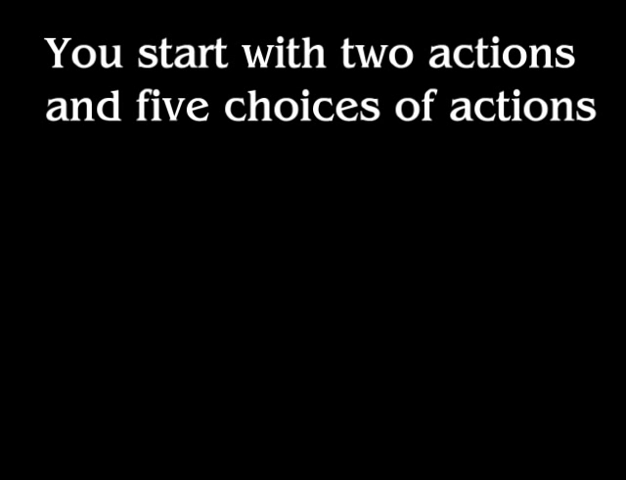 You start with two actions
and five choices of actions